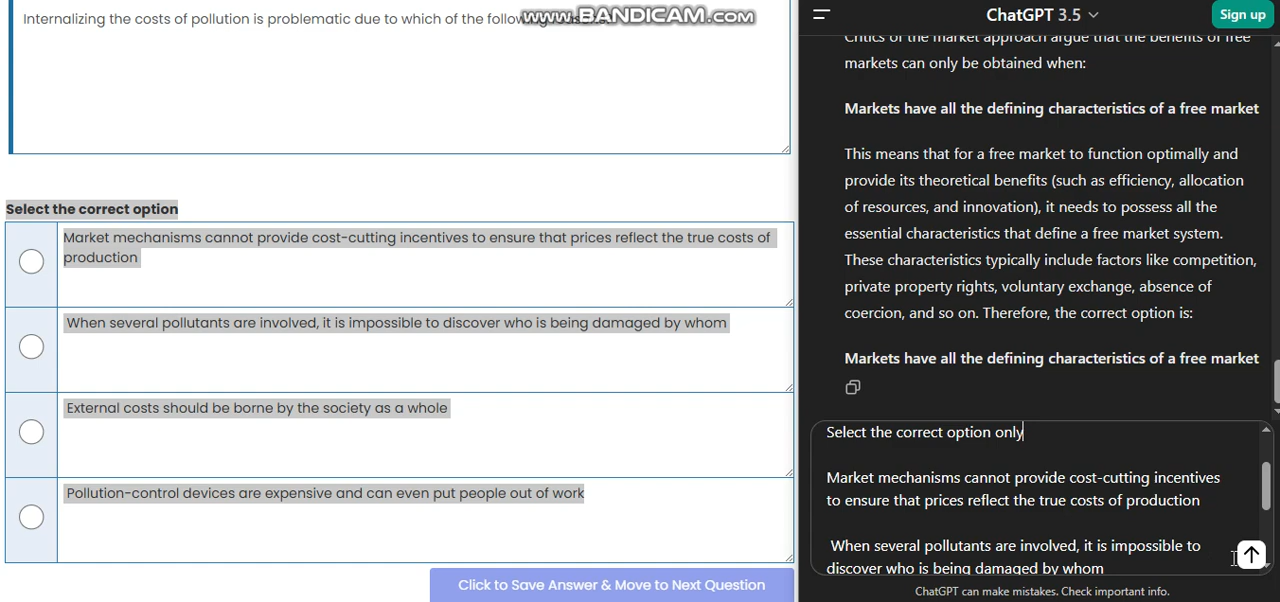 Internalizing the costs of pollution is problematic due to which of the following
www.BANDICAM.com
Select the correct option
Market mechanisms cannot provide cost-cutting incentives to ensure that prices reflect the true costs of
production
When several pollutants are involved, it is impossible to discover who is being damaged by whom
External costs should be borne by the society as a whole
Pollution-control devices are expensive and can even put people out of work
Click to Save Answer & Move to Next Question
ChatGPT 3.5
Sign up
Critics of the market approach argue that the benefits of free
markets can only be obtained when:
Markets have all the defining characteristics of a free market
This means that for a free market to function optimally and
provide its theoretical benefits (such as efficiency, allocation
of resources, and innovation), it needs to possess all the
essential characteristics that define a free market system.
These characteristics typically include factors like competition,
private property rights, voluntary exchange, absence of
coercion, and so on. Therefore, the correct option is:
Markets have all the defining characteristics of a free market
Select the correct option only
Market mechanisms cannot provide cost-cutting incentives
to ensure that prices reflect the true costs of production
When several pollutants are involved, it is impossible to
discover who is being damaged by whom
ChatGPT can make mistakes. Check important info.